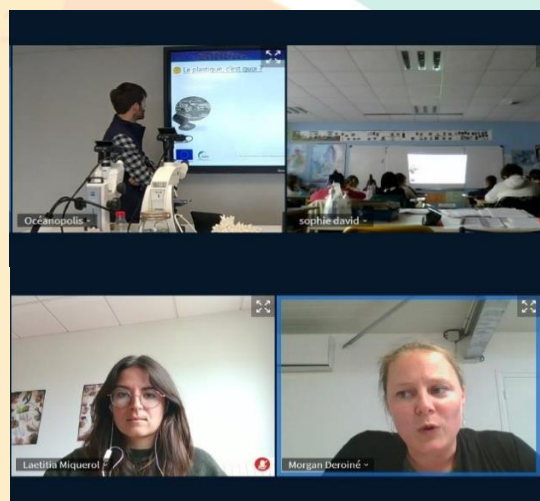 Le plastique, c'est quoi ?
Océanopolis
sophie david
Laetitia Miquerol
Morgan Deroiné